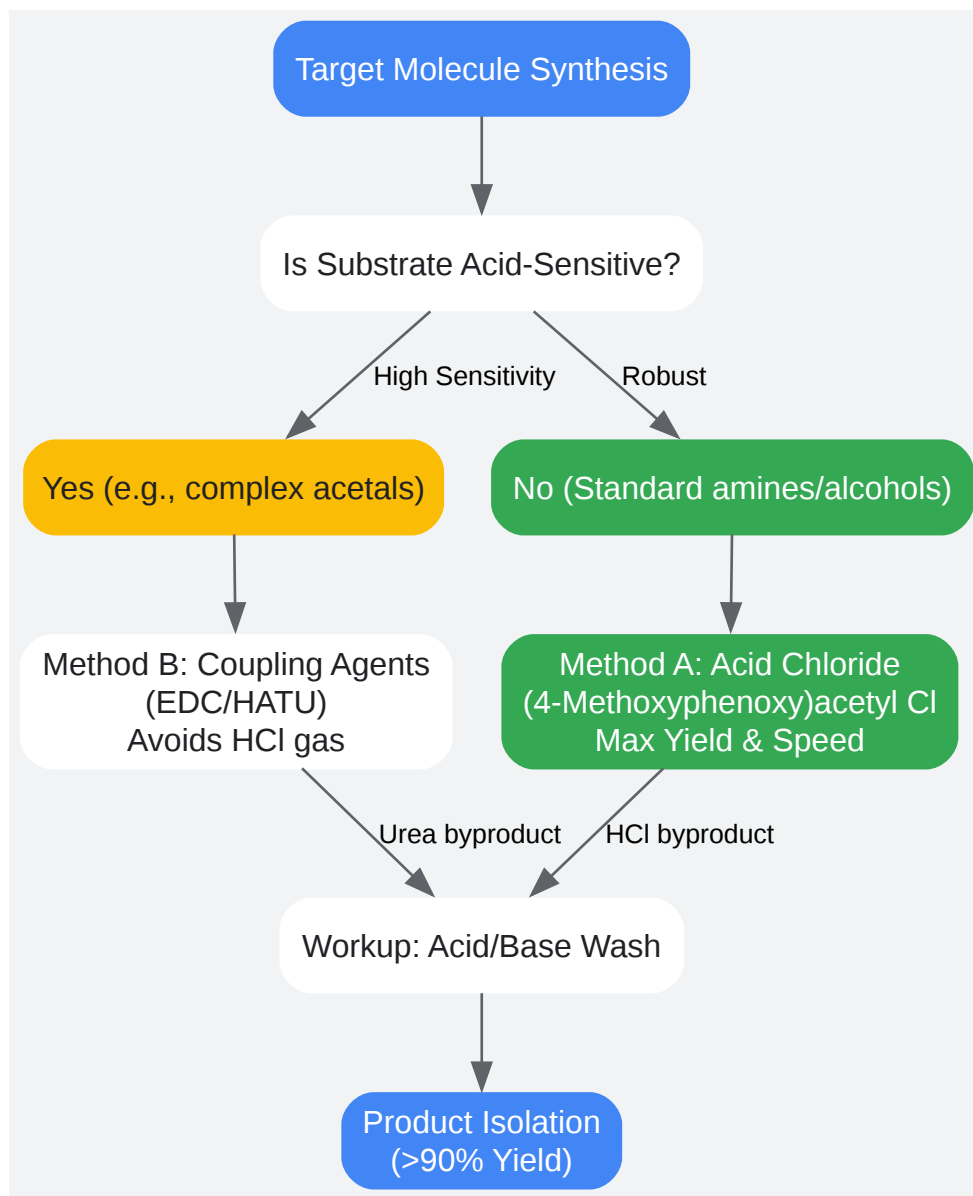 Target Molecule Synthesis
Is Substrate Acid-Sensitive?
High Sensitivity
Robust
Yes (e.g., complex acetals)
No (Standard amines/alcohols)
Method B: Coupling Agents
(EDC/HATU)
Avoids HCl gas
Method A: Acid Chloride
(4-Methoxyphenoxy)acetyl Cl
Max Yield & Speed
Urea byproduct
HCl byproduct
Workup: Acid/Base Wash
Product Isolation
(>90% Yield)